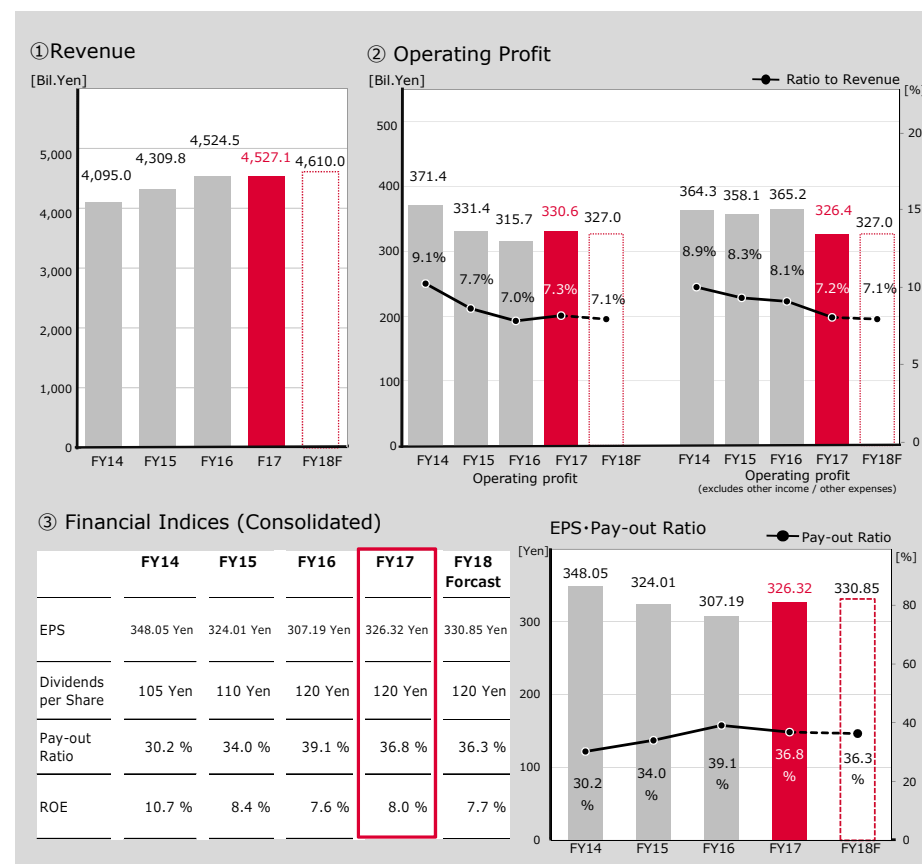 ①Revenue
[Bil.Yen]
5,000
4,000
3,000
2,000
1,000
0
4,095.0
4,309.8
4,524.5
4,527.1
4,610.0
FY14 FY15 FY16 F17 FY18F
② Operating Profit
[Bil.Yen]
Ratio to Revenue
[%]
500
400
300
200
100
0
20
15
10
5
0
371.4
331.4
315.7
330.6
327.0
9.1%
7.7%
7.0%
7.3%
7.1%
FY14 FY15 FY16 FY17 FY18F
Operating profit
364.3
358.1
365.2
326.4
327.0
8.9%
8.3%
8.1%
7.2%
7.1%
FY14 FY15 FY16 FY17 FY18F
Operating profit
(excludes other income / other expenses)
③ Financial Indices (Consolidated)
FY14 FY15 FY16 FY17 FY18
Forcast
EPS 348.05 Yen 324.01 Yen 307.19 Yen 326.32 Yen 330.85 Yen
Dividends
per Share 105 Yen 110 Yen 120 Yen 120 Yen 120 Yen
Pay-out
Ratio 30.2 % 34.0 % 39.1 % 36.8 % 36.3 %
ROE 10.7 % 8.4 % 7.6 % 8.0 % 7.7 %
EPS･Pay-out Ratio
Pay-out Ratio
[Yen]
[%]
300
200
100
0
80
60
40
20
0
348.05
324.01
307.19
326.32
330.85
30.2
%
34.0
%
39.1
%
36.8
%
36.3
%
FY14 FY15 FY16 FY17 FY18F